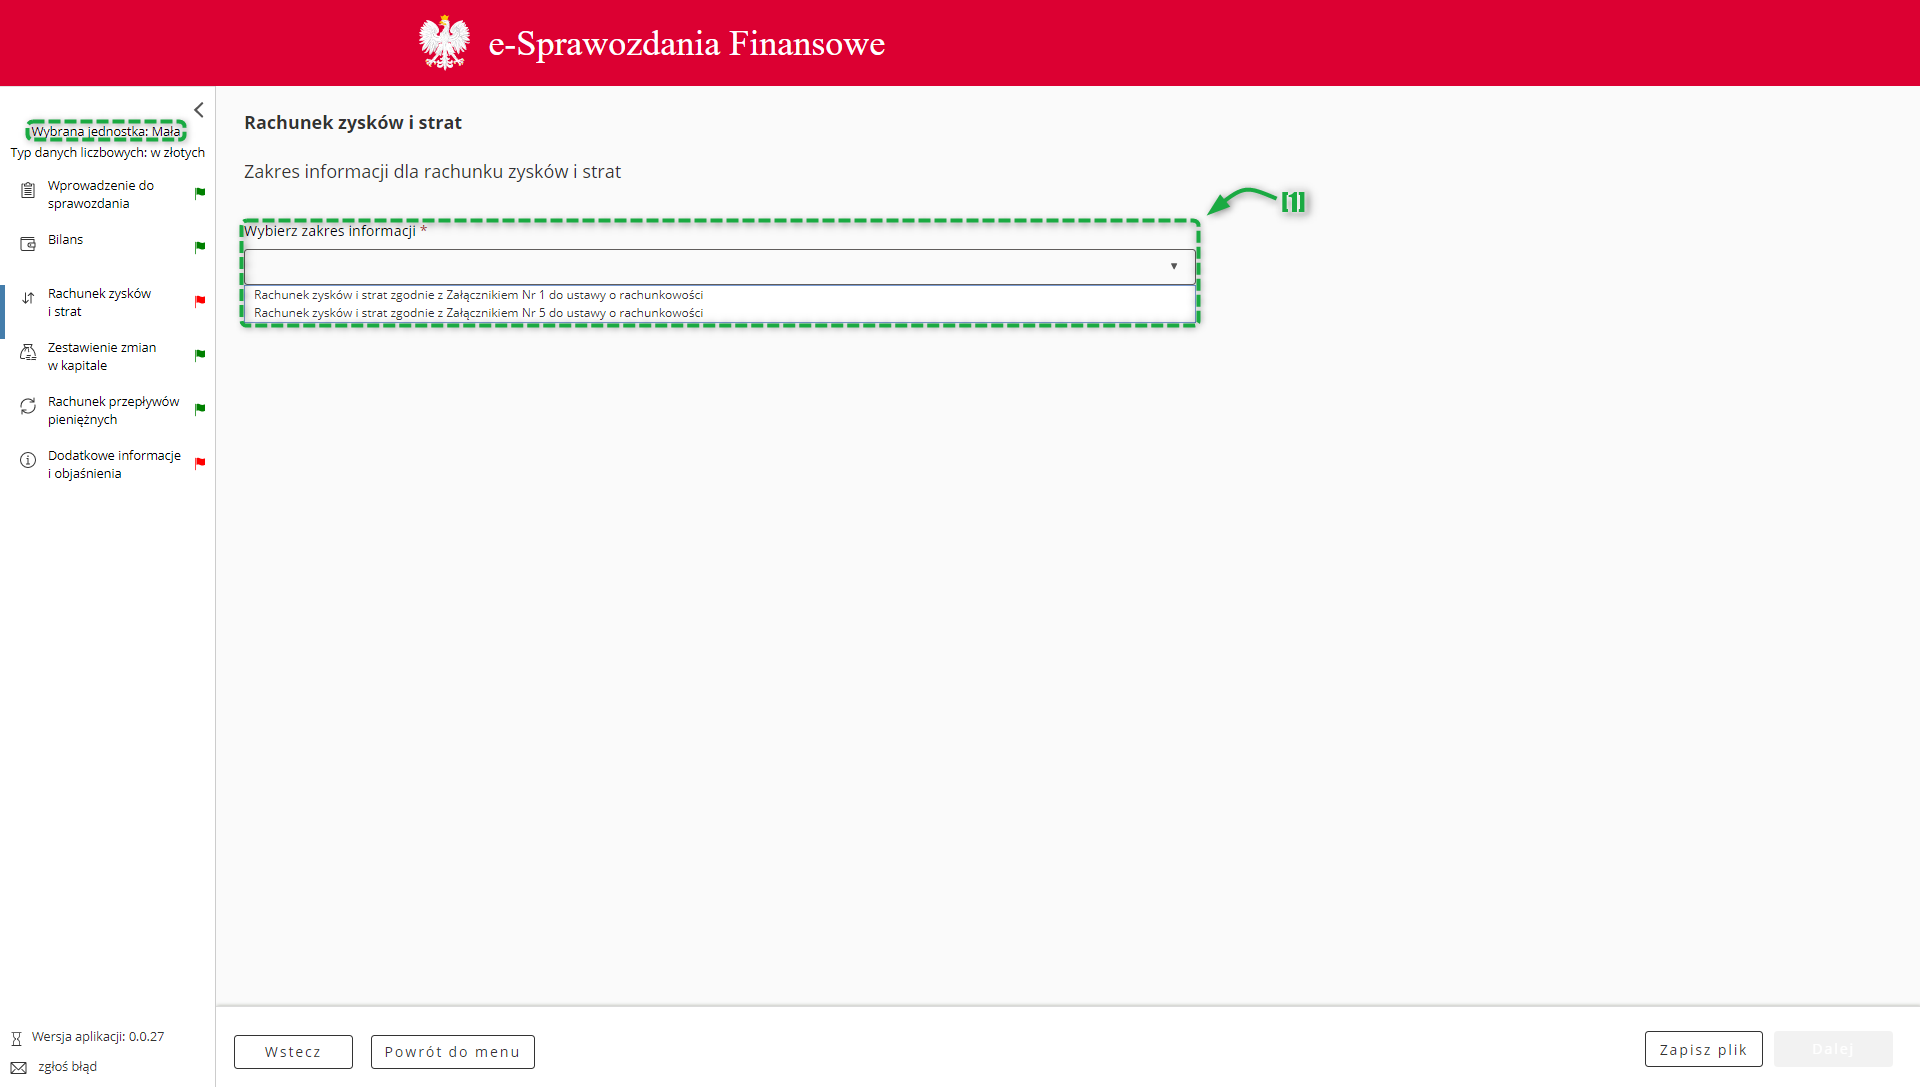 e-Sprawozdania Finansowe
Wybrana jednostka: Mała
Typ danych liczbowych: w złotych
Wprowadzenie do
sprawozdania
Bilans
Rachunek zysków
i strat
Zestawienie zmian
w kapitale
Rachunek przepływów
pieniężnych
Dodatkowe informacje
i objaśnienia
Wersja aplikacji: 0.0.27
zgłoś błąd
Rachunek zysków i strat
Zakres informacji dla rachunku zysków i strat
[1]
Wybierz zakres informacji *
Rachunek zysków i strat zgodnie z Załącznikiem Nr 1 do ustawy o rachunkowości
Rachunek zysków i strat zgodnie z Załącznikiem Nr 5 do ustawy o rachunkowości
Wstecz
Powrót do menu
Zapisz plik
Dalej